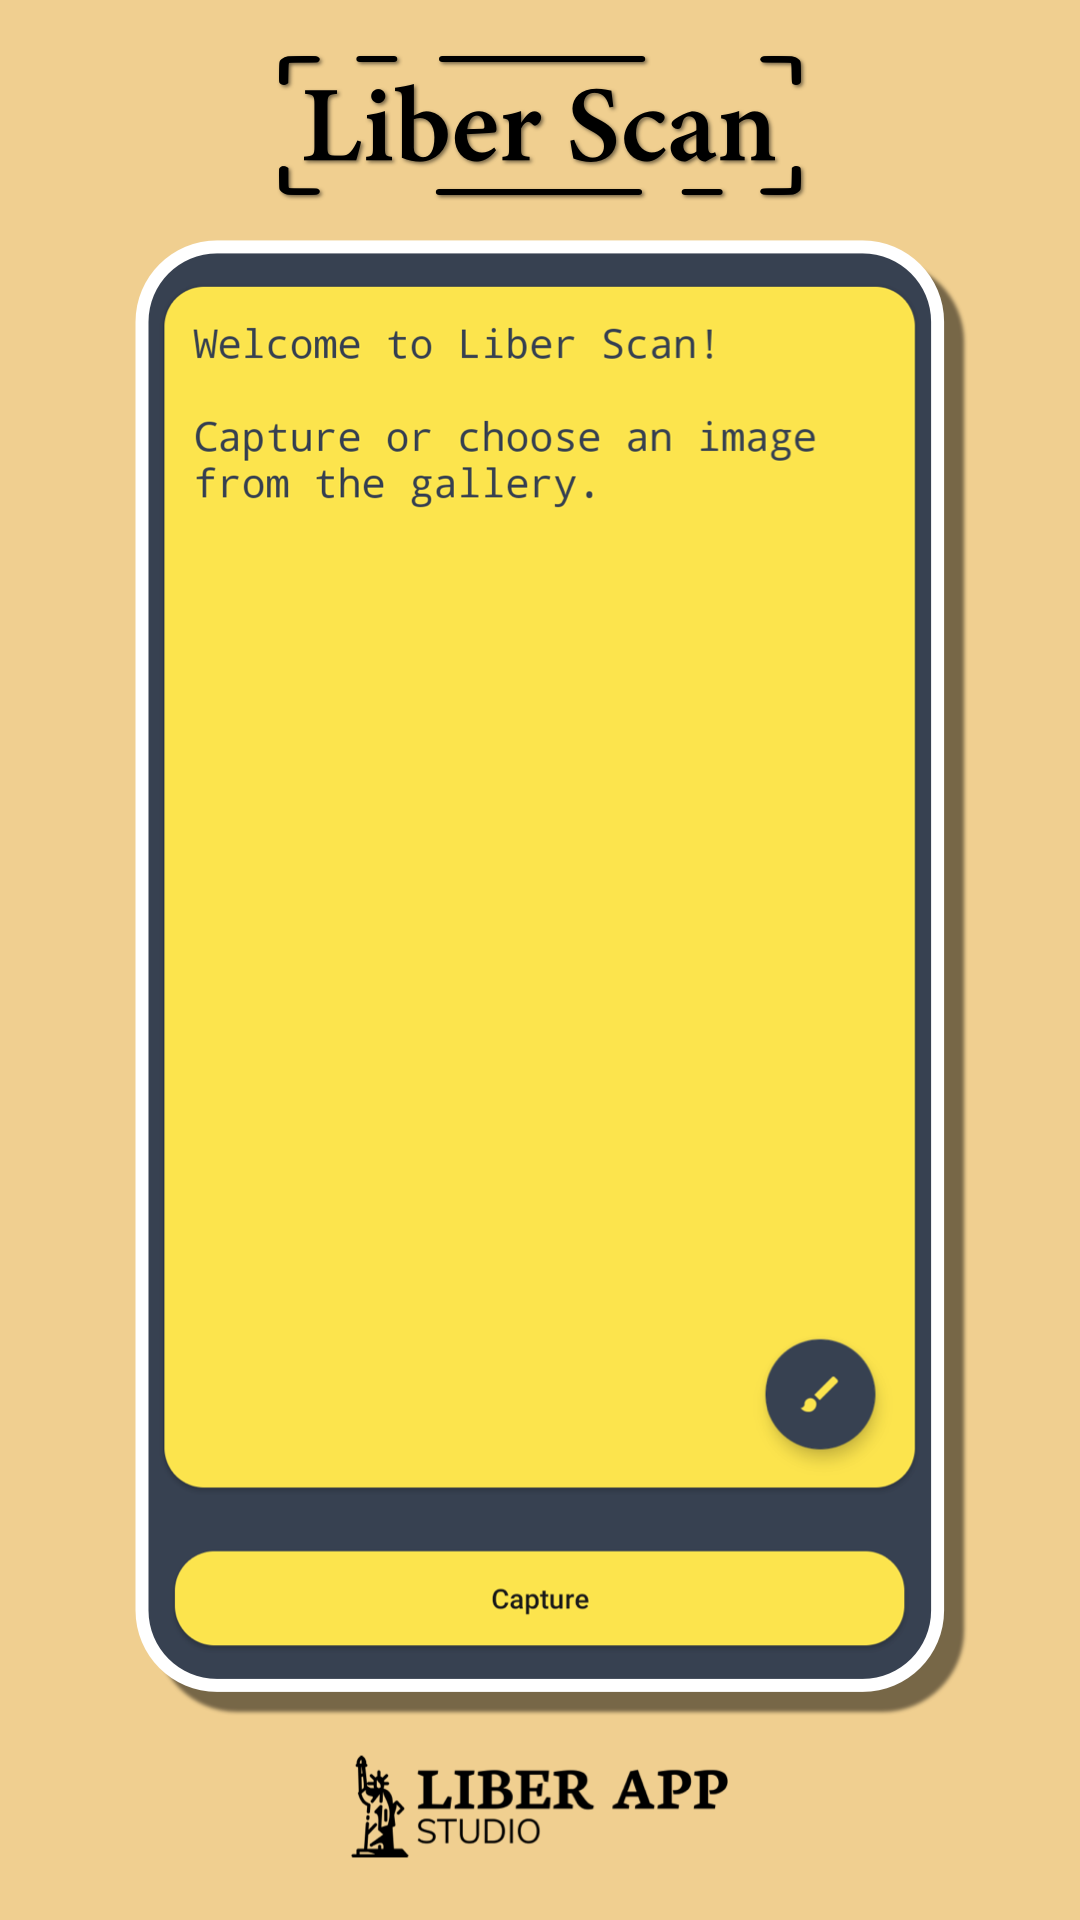 Liber Scan
Welcome to Liber Scan!
Capture or choose an image
from the gallery.
Capture
LIBER APP
STUDIO